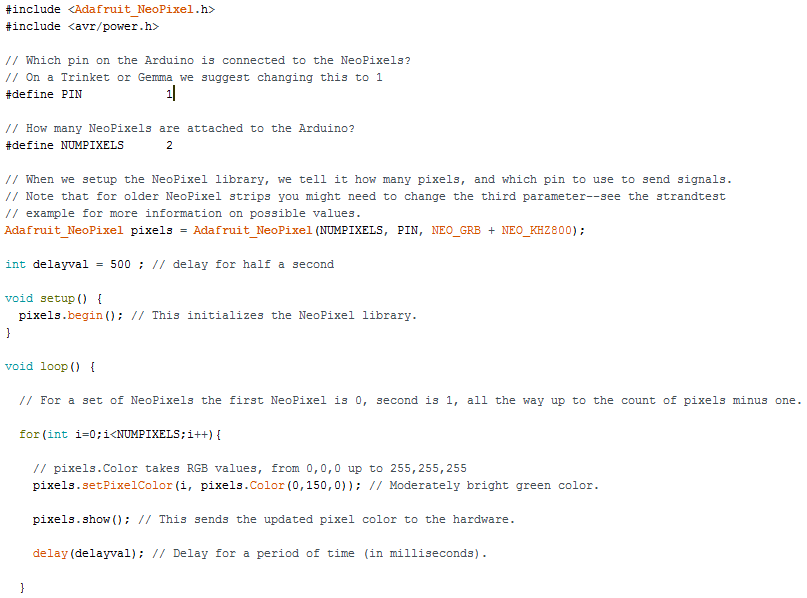 #include <Adafruit_NeoPixel.h>
#include <avr/power.h>

// Which pin on the Arduino is connected to the NeoPixels?
// On a Trinket or Gemma we suggest changing this to 1
#define PIN            1

// How many NeoPixels are attached to the Arduino?
#define NUMPIXELS      2

// When we setup the NeoPixel library, we tell it how many pixels, and which pin to use to send signals.
// Note that for older NeoPixel strips you might need to change the third parameter--see the strandtest
// example for more information on possible values.
Adafruit_NeoPixel pixels = Adafruit_NeoPixel(NUMPIXELS, PIN, NEO_GRB + NEO_KHZ800);

int delayval = 500 ; // delay for half a second

void setup() {
  pixels.begin(); // This initializes the NeoPixel library.
}

void loop() {

  // For a set of NeoPixels the first NeoPixel is 0, second is 1, all the way up to the count of pixels minus one.

  for(int i=0;i<NUMPIXELS;i++){

    // pixels.Color takes RGB values, from 0,0,0 up to 255,255,255
    pixels.setPixelColor(i, pixels.Color(0,150,0)); // Moderately bright green color.

    pixels.show(); // This sends the updated pixel color to the hardware.

    delay(delayval); // Delay for a period of time (in milliseconds).

  }